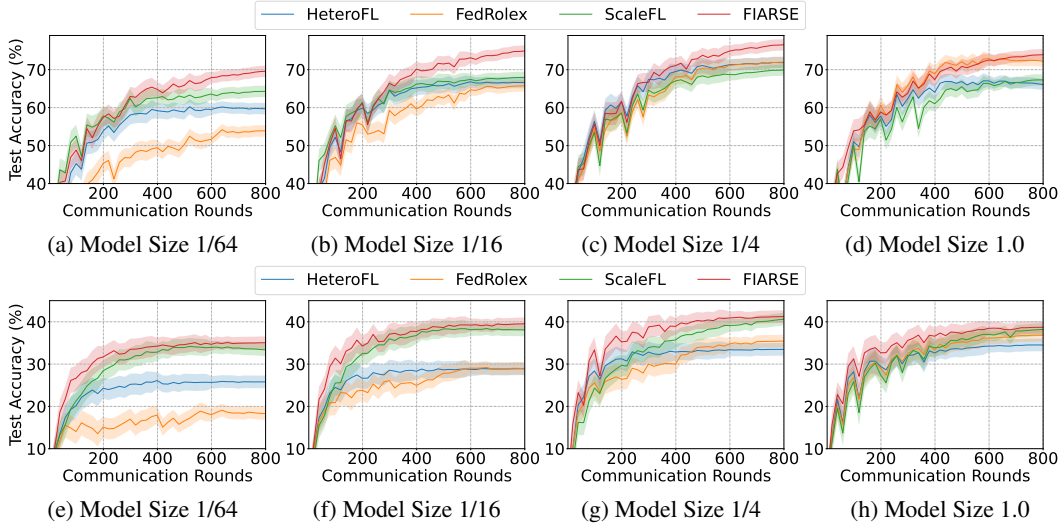 HeteroFL FedRolex ScaleFL FIARSE
Test Accuracy (%)
70
60
50
40
200 400 600 800
Communication Rounds
(a) Model Size 1/64
70
60
50
40
200 400 600 800
Communication Rounds
(b) Model Size 1/16
70
60
50
40
200 400 600 800
Communication Rounds
(c) Model Size 1/4
70
60
50
40
200 400 600 800
Communication Rounds
(d) Model Size 1.0
HeteroFL FedRolex ScaleFL FIARSE
Test Accuracy (%)
40
30
20
10
200 400 600 800
Communication Rounds
(e) Model Size 1/64
40
30
20
10
200 400 600 800
Communication Rounds
(f) Model Size 1/16
40
30
20
10
200 400 600 800
Communication Rounds
(g) Model Size 1/4
40
30
20
10
200 400 600 800
Communication Rounds
(h) Model Size 1.0